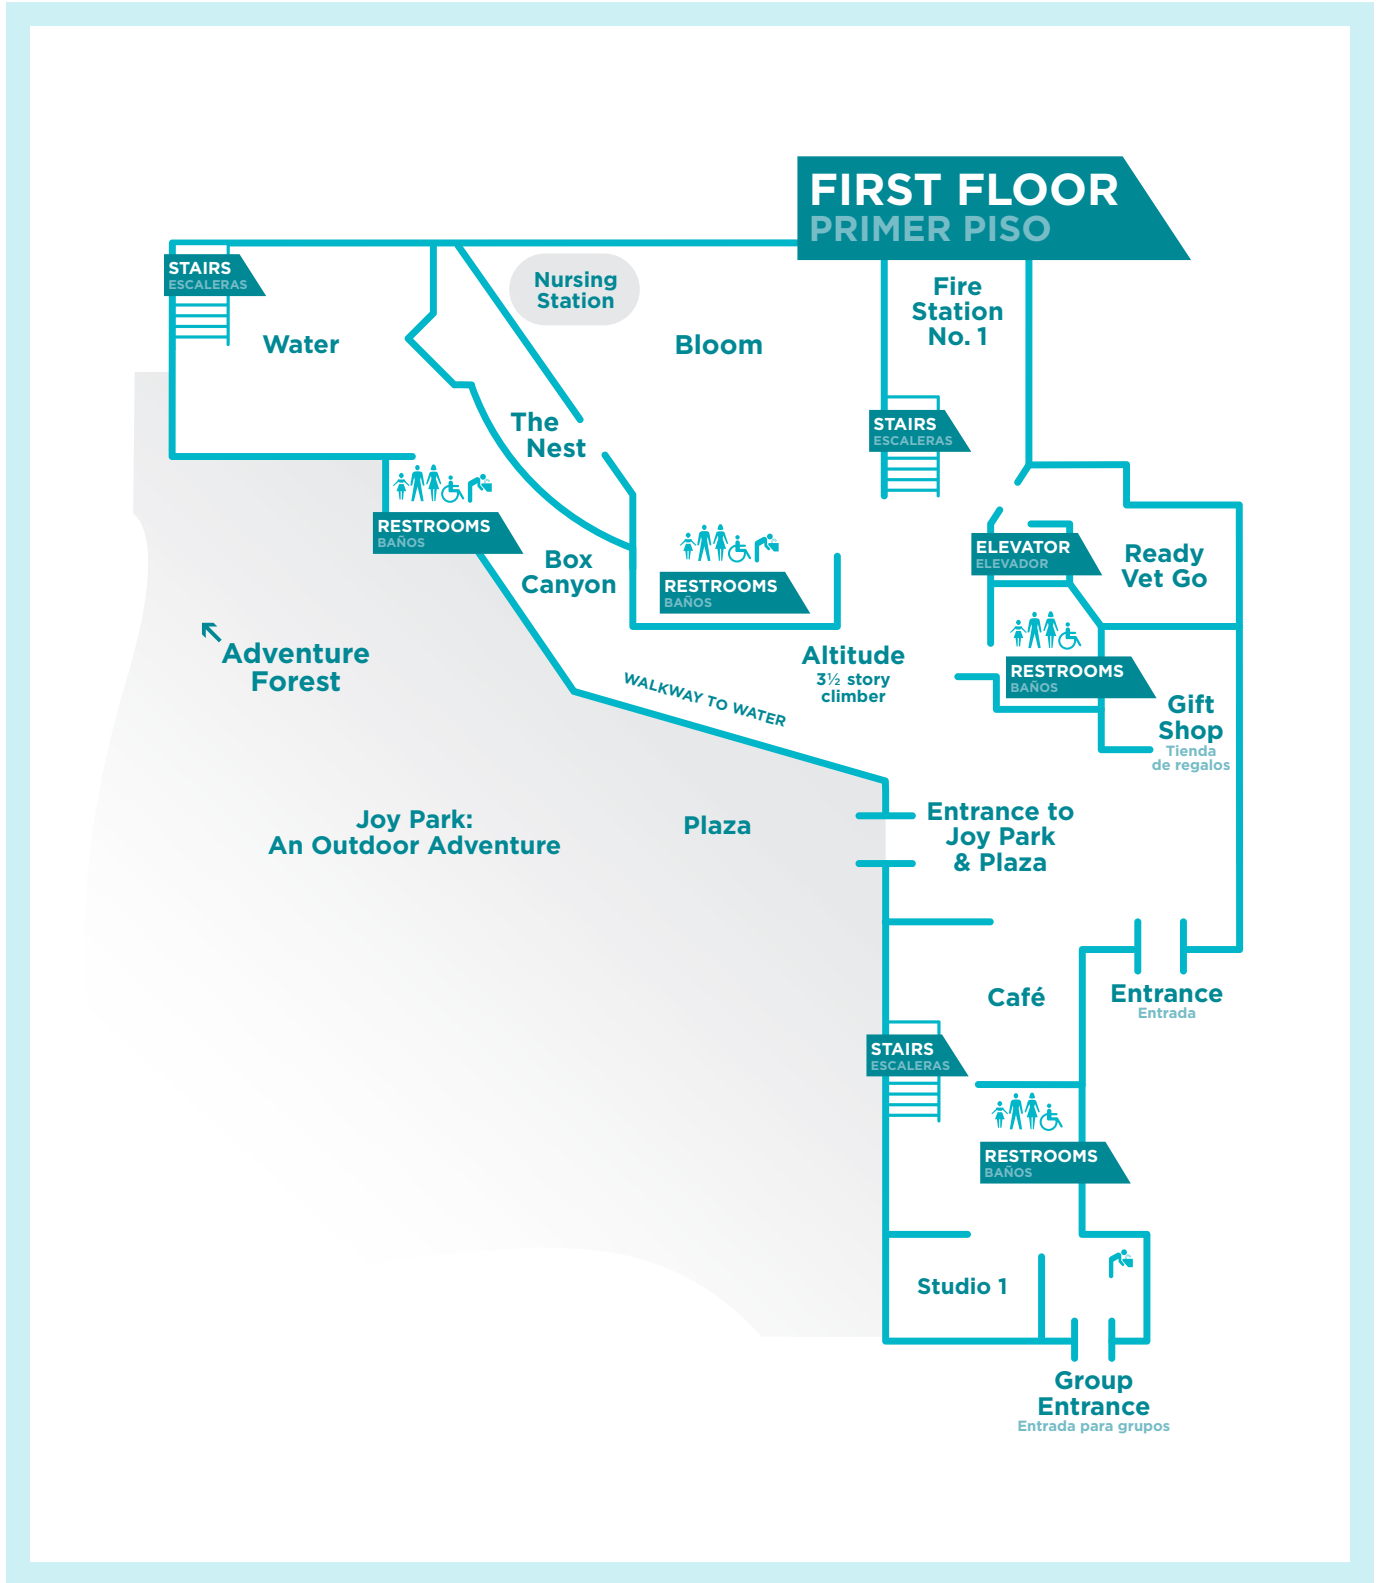 FIRST FLOOR
PRIMER PISO
STAIRS
ESCALERAS
Water
Nursing
Station
Bloom
Fire
Station
No. 1
The
Nest
STAIRS
ESCALERAS
RESTROOMS
BAÑOS
Box
Canyon
RESTROOMS
BAÑOS
ELEVATOR
ELEVADOR
Ready
Vet Go
Adventure
Forest
WALKWAY TO WATER
Altitude
3½ story
climber
RESTROOMS
BAÑOS
Gift
Shop
Tienda
de regalos
Joy Park:
An Outdoor Adventure
Plaza
Entrance to
Joy Park
& Plaza
Café
Entrance
Entrada
STAIRS
ESCALERAS
RESTROOMS
BAÑOS
Studio 1
Group
Entrance
Entrada para grupos